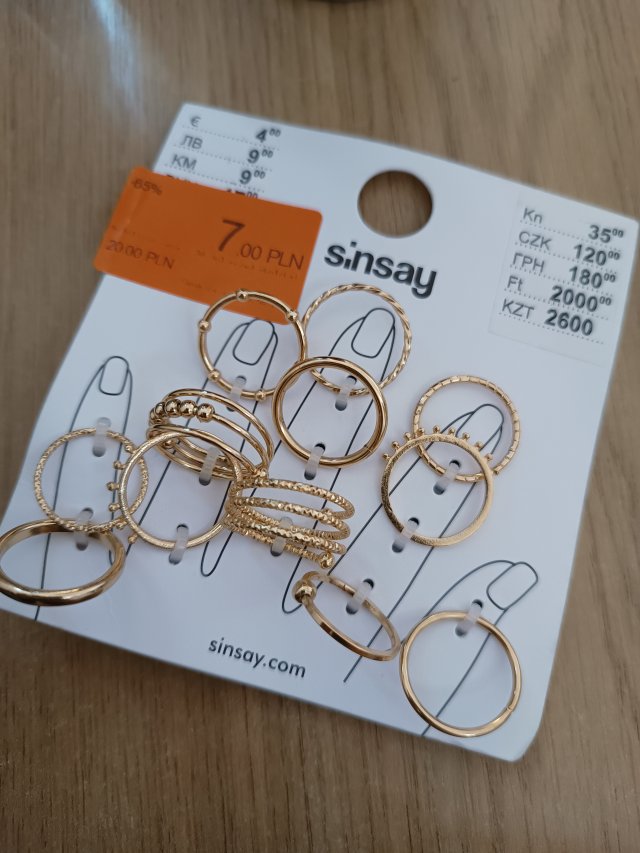 € 4⁰⁰
ЛВ 9⁰⁰
KM 9⁰⁰
-65%
7.00 PLN
20.00 PLN
sinsay
Kn 35⁰⁰
CZK 120⁰⁰
ГРН 180⁰⁰
Ft 2000⁰⁰
KZT 2600
sinsay.com